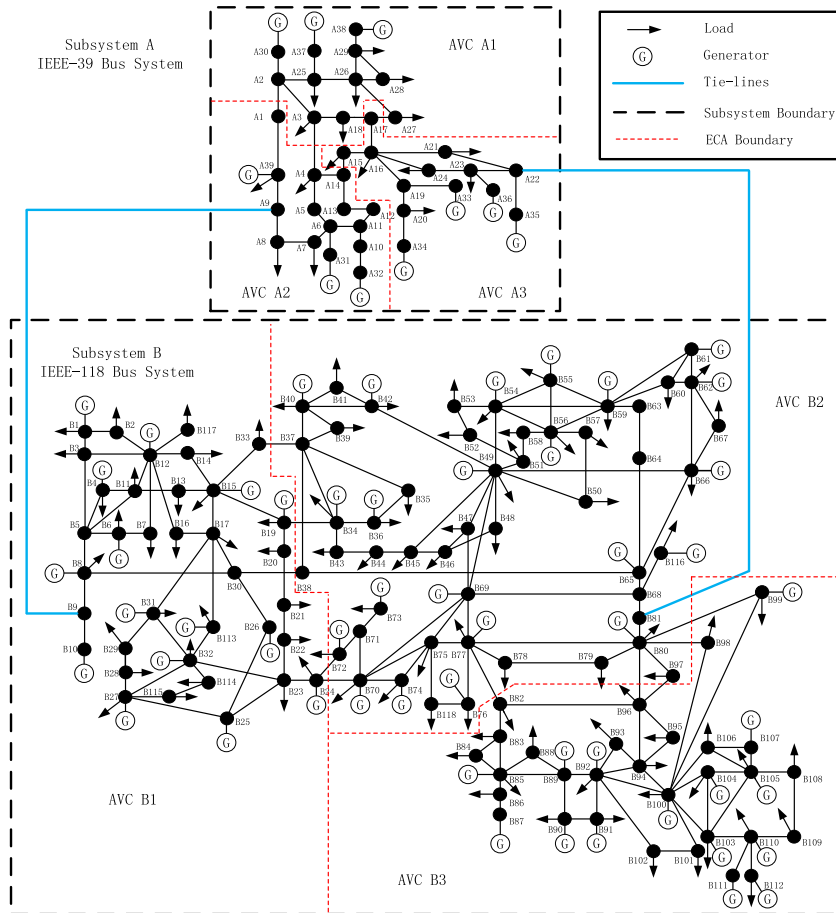 Subsystem A
IEEE-39 Bus System
AVC A1
A38
G
A30
G
A37
G
A29
A2
A25
A26
A28
A1
A3
A18
A17
A27
A39
G
A4
A14
A15
A16
A21
A24
A23
A22
A9
A5
A13
A12
A19
A33
G
A36
G
A35
G
A6
A11
A20
A8
A7
A10
A31
G
A32
G
A34
G
AVC A2
AVC A3
Load
G
Generator
Tie-lines
Subsystem Boundary
ECA Boundary
Subsystem B
IEEE-118 Bus System
AVC B2
G
B1
B2
G
B117
B3
B12
B14
G
B4
B11
B13
B15
G
B33
B5
B6
G
B7
B16
B17
G
B19
B20
G
B8
B9
B10
G
B30
B38
G
B40
B41
G
B42
B37
B39
G
B34
G
B36
B35
B43
B44
B45
B46
B47
B48
G
B49
B53
B52
G
B54
G
B55
B56
G
B58
B51
B57
B50
G
B59
B63
B64
B60
B61
G
B62
G
B67
B66
G
G
B65
B116
G
B68
B81
G
B69
G
B31
B29
B28
B27
G
G
B32
G
B113
B114
B115
B26
G
B25
G
B21
B22
B23
B24
G
G
B72
B71
G
B73
B70
G
B74
B75
G
B77
B118
G
B76
B78
B79
G
B80
B97
B98
B99
G
B82
B83
B84
G
B85
B86
B87
G
B88
G
B89
G
B92
B90
G
B91
G
B93
B94
B95
B96
B100
G
B102
B101
B106
G
B107
B104
G
B105
G
B108
B103
G
B110
G
B109
B111
G
B112
G
AVC B1
AVC B3